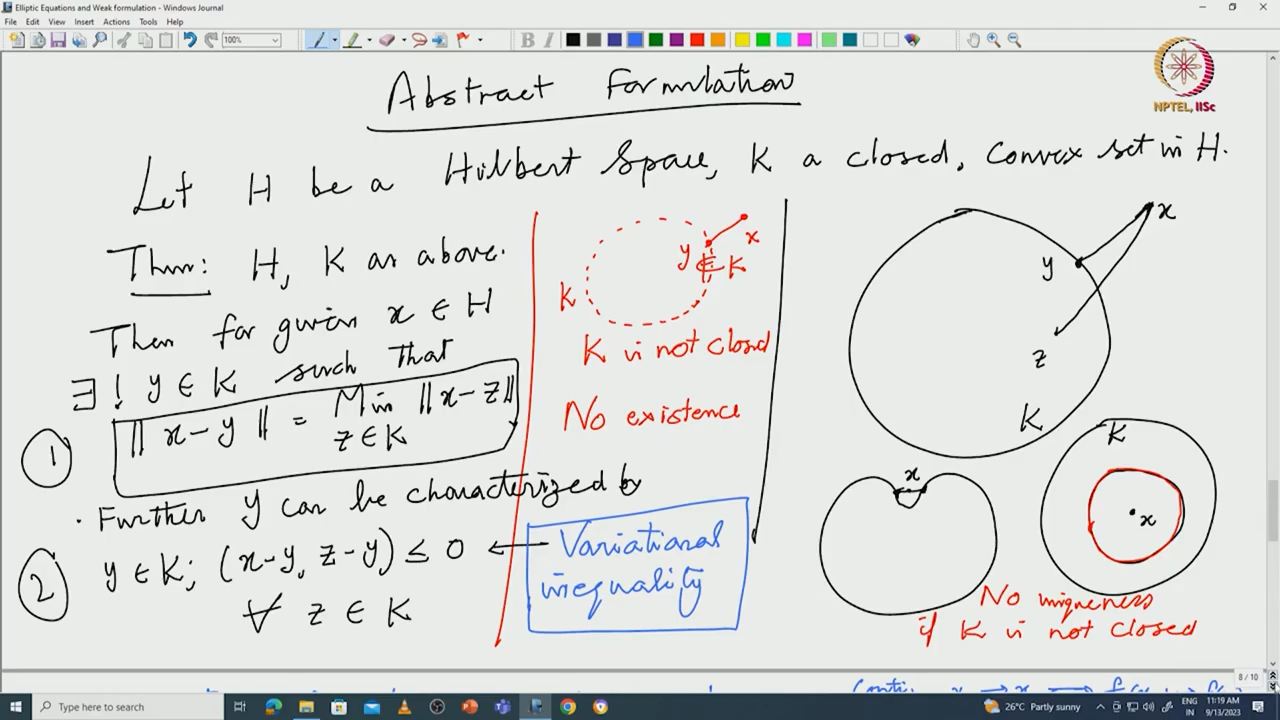 Elliptic Equations and Weak formulation - Windows Journal
File Edit View Insert Actions Tools Help
100%
B I
NPTEL, IISc
Abstract Formulation
Let H be a Hilbert Space, K a closed, Convex set in H.
Thm: H, K as above.
Then for given x ∈ H
∃! y ∈ K such that
① ‖x-y‖ = Min ‖x-z‖
z ∈ K
· Further y can be characterized by
② y ∈ K; (x-y, z-y) ≤ 0
∀ z ∈ K
x
y ∈ K
K
K is not closed
No existence
← Variational
inequality
x
y
z
K
x
K
x
No uniqueness
if K is not closed
8 / 10
Type here to search
26°C Partly sunny
ENG
IN
11:19 AM
9/13/2023